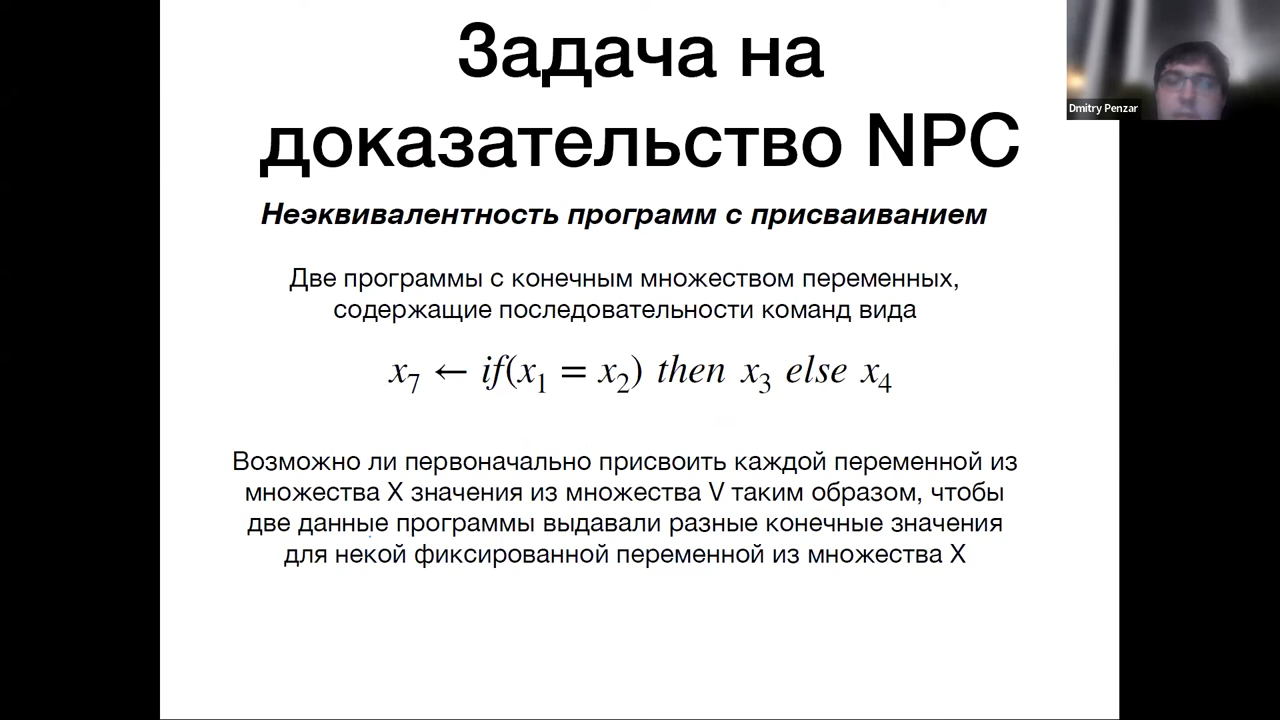 Задача на
доказательство NPC
Неэквивалентность программ с присваиванием
Две программы с конечным множеством переменных,
содержащие последовательности команд вида
x₇ ← if(x₁ = x₂) then x₃ else x₄
Возможно ли первоначально присвоить каждой переменной из
множества X значения из множества V таким образом, чтобы
две данные программы выдавали разные конечные значения
для некой фиксированной переменной из множества X
Dmitry Penzar